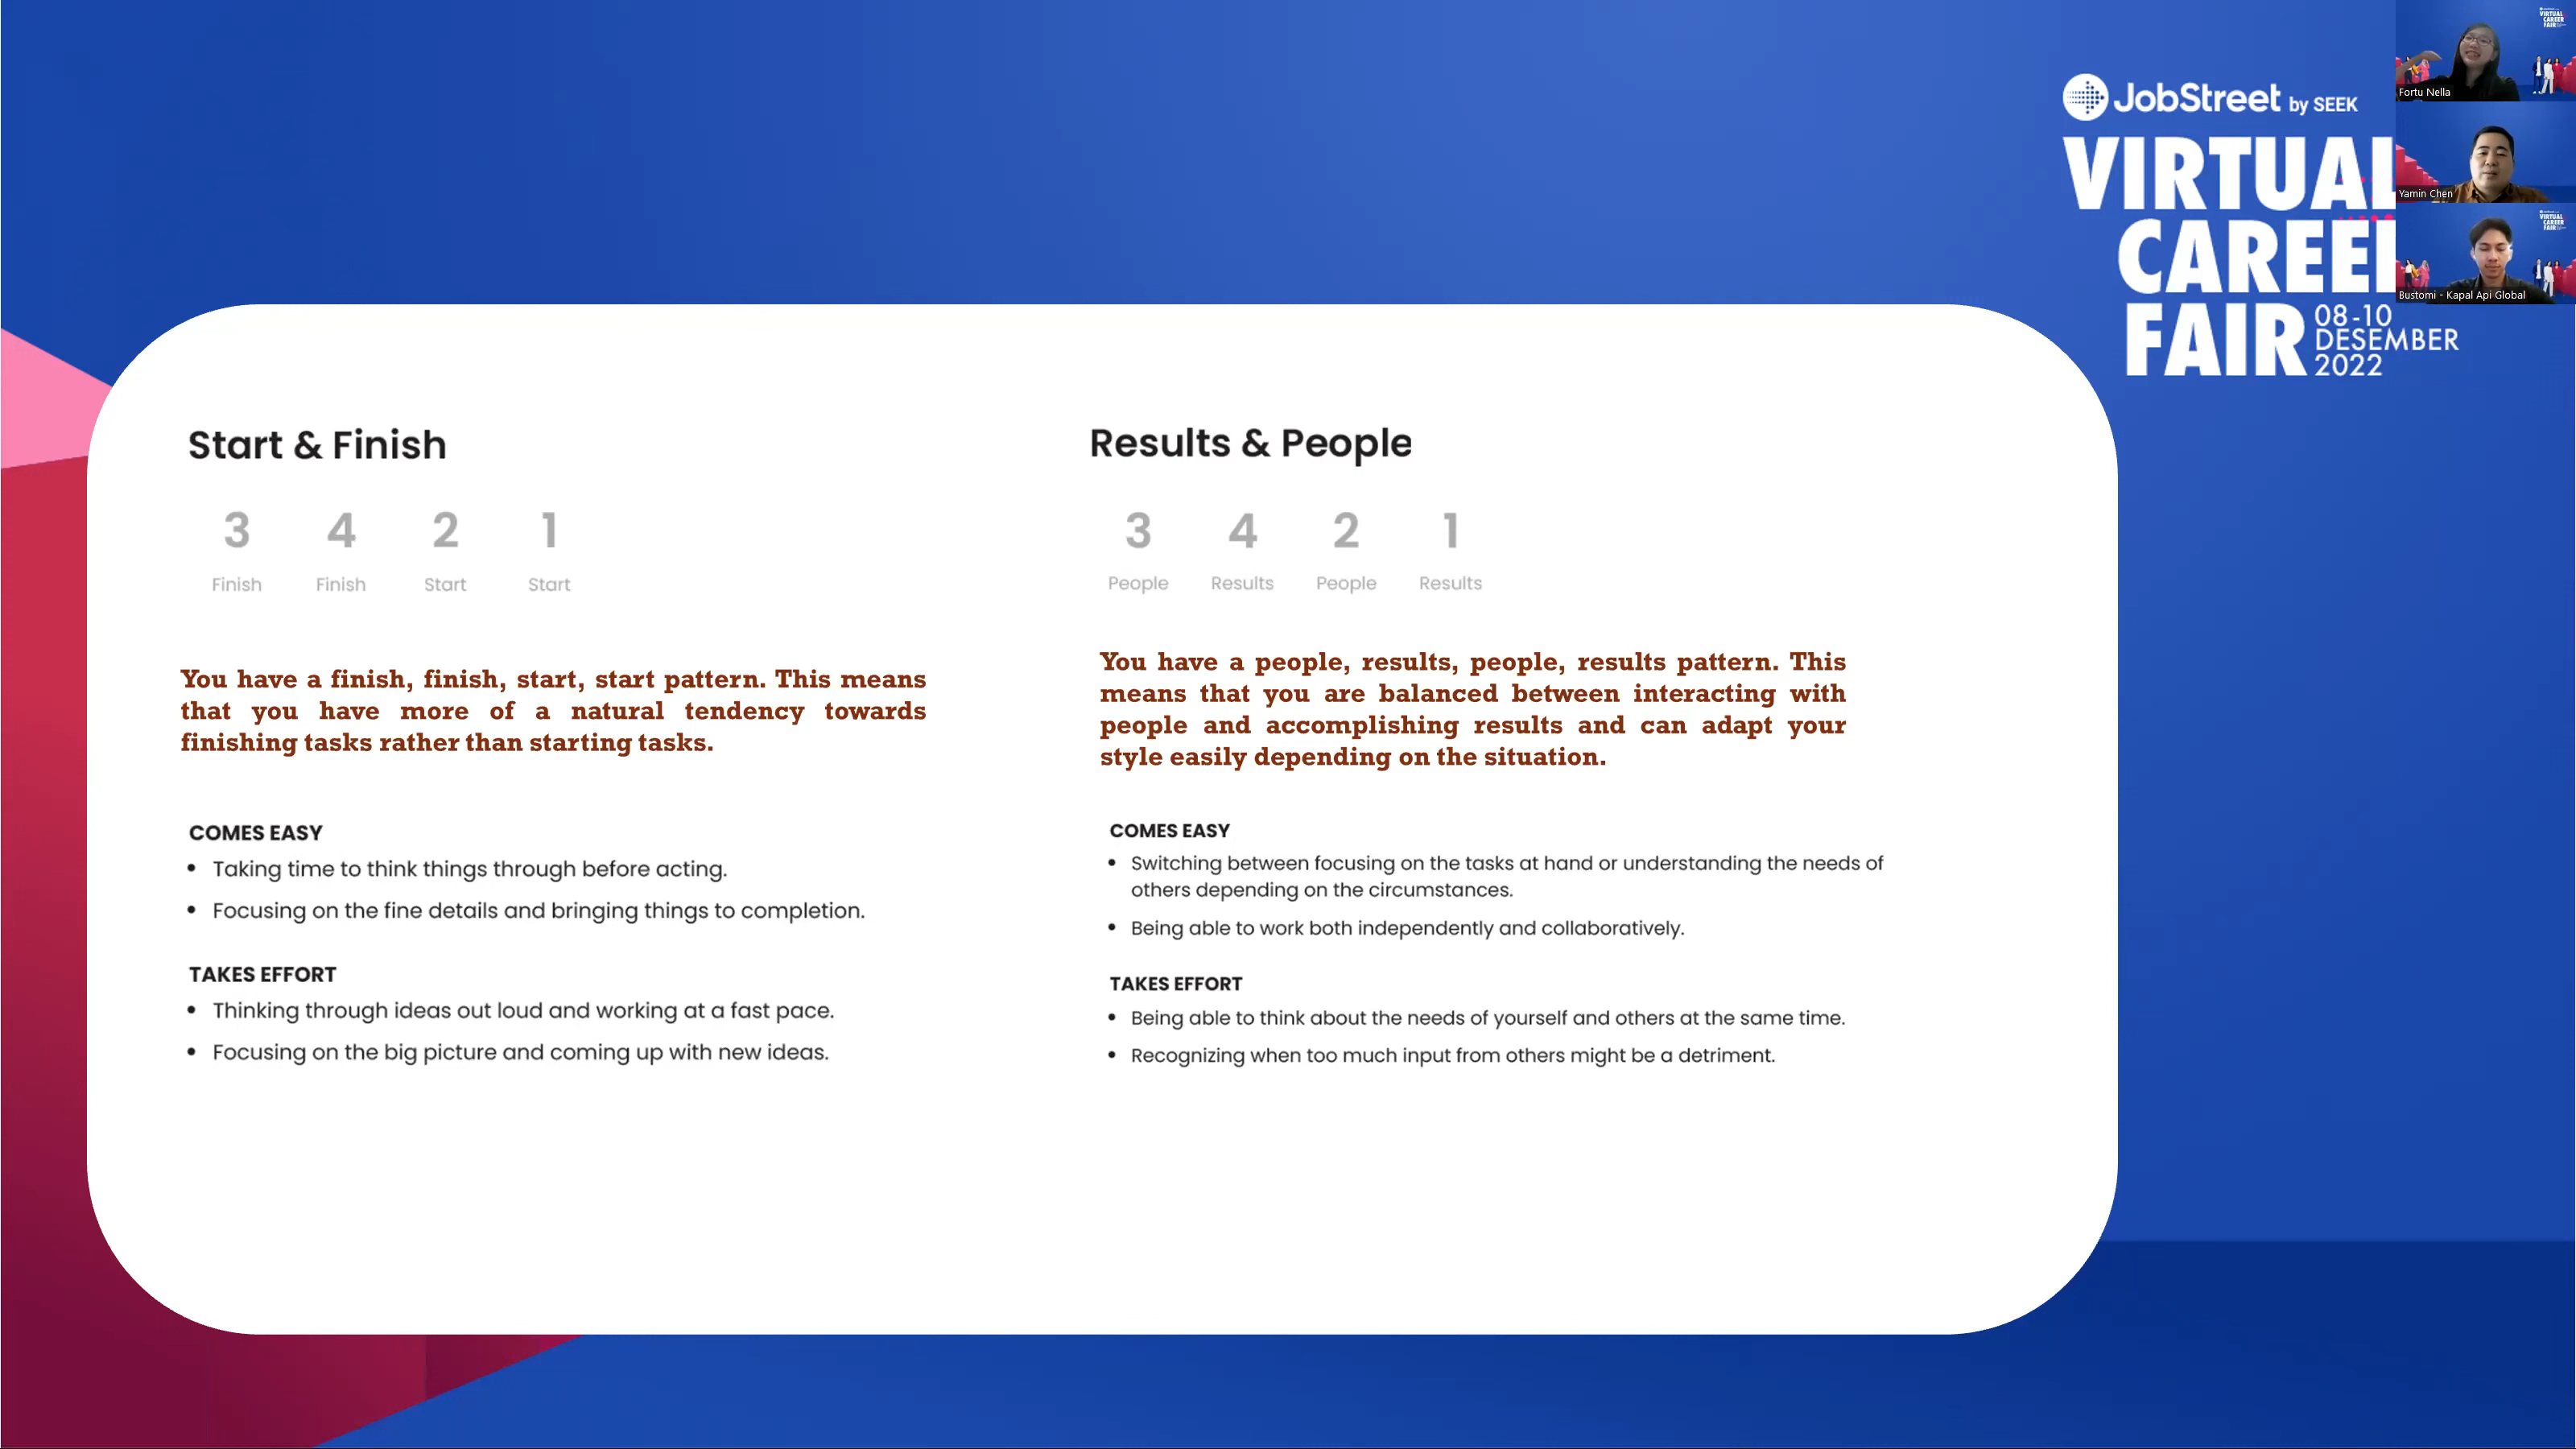 JobStreet by SEEK
VIRTUAL
CAREE
FAIR
08-10
DESEMBER
2022
VIRTUAL
CAREER
FAIR
Fortu Nella
Yamin Chen
VIRTUAL
CAREER
FAIR
Bustomi - Kapal Api Global
Start & Finish
3 4 2 1
Finish Finish Start Start
You have a finish, finish, start, start pattern. This means
that you have more of a natural tendency towards
finishing tasks rather than starting tasks.
COMES EASY
• Taking time to think things through before acting.
• Focusing on the fine details and bringing things to completion.
TAKES EFFORT
• Thinking through ideas out loud and working at a fast pace.
• Focusing on the big picture and coming up with new ideas.
Results & People
3 4 2 1
People Results People Results
You have a people, results, people, results pattern. This
means that you are balanced between interacting with
people and accomplishing results and can adapt your
style easily depending on the situation.
COMES EASY
• Switching between focusing on the tasks at hand or understanding the needs of
others depending on the circumstances.
• Being able to work both independently and collaboratively.
TAKES EFFORT
• Being able to think about the needs of yourself and others at the same time.
• Recognizing when too much input from others might be a detriment.